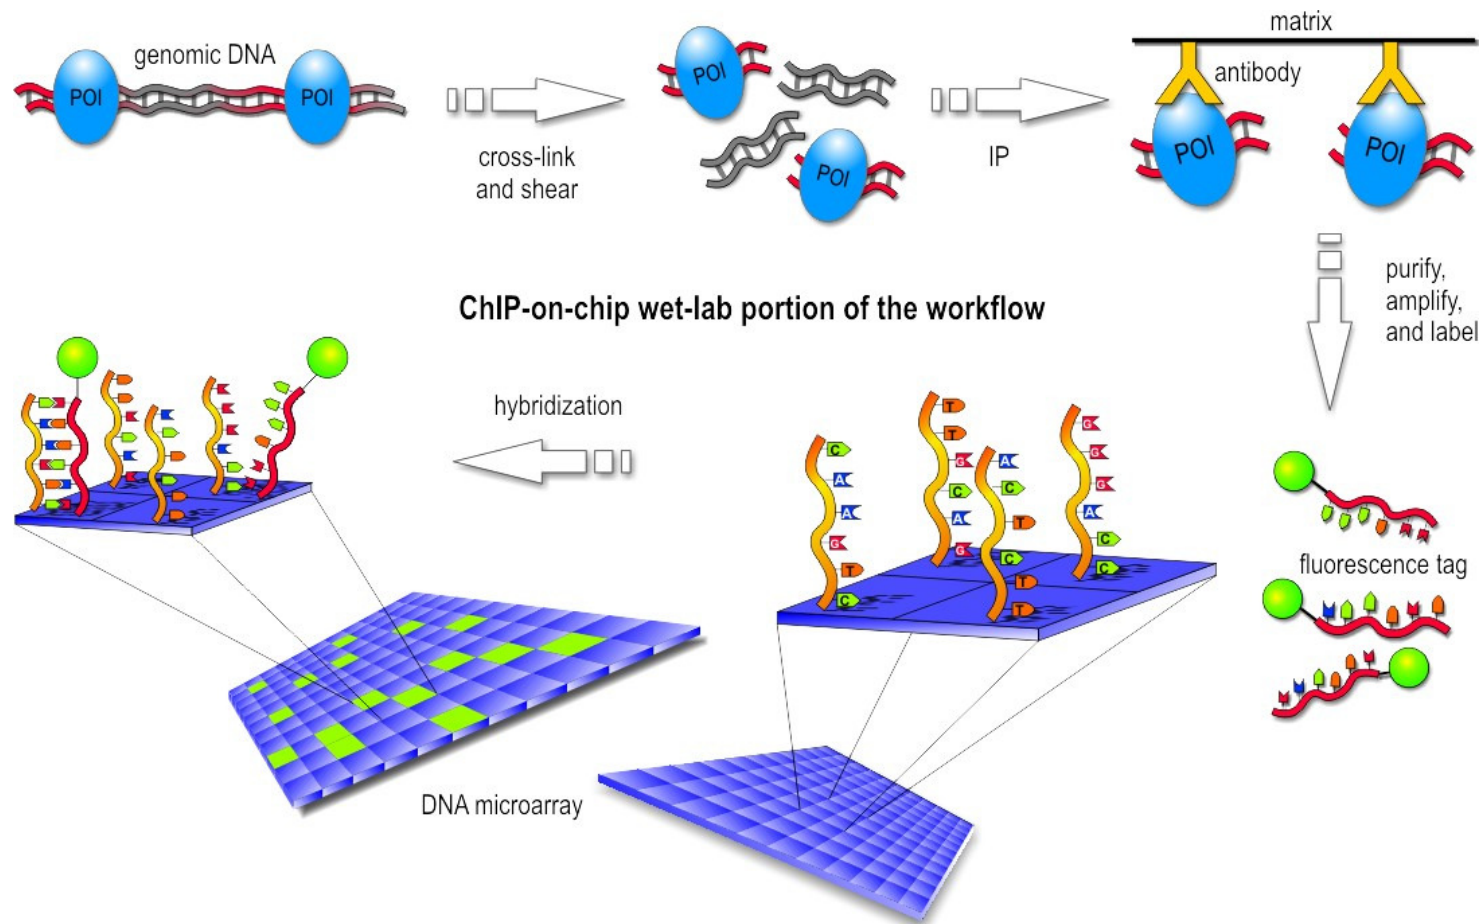 genomic DNA
POI
POI
cross-link
and shear
POI
POI
IP
matrix
antibody
POI
POI
purify,
amplify,
and label
ChIP-on-chip wet-lab portion of the workflow
hybridization
C
A
A
G
T
C
T
T
G
C
A
G
A
C
T
C
T
T
G
G
G
A
C
C
fluorescence tag
DNA microarray